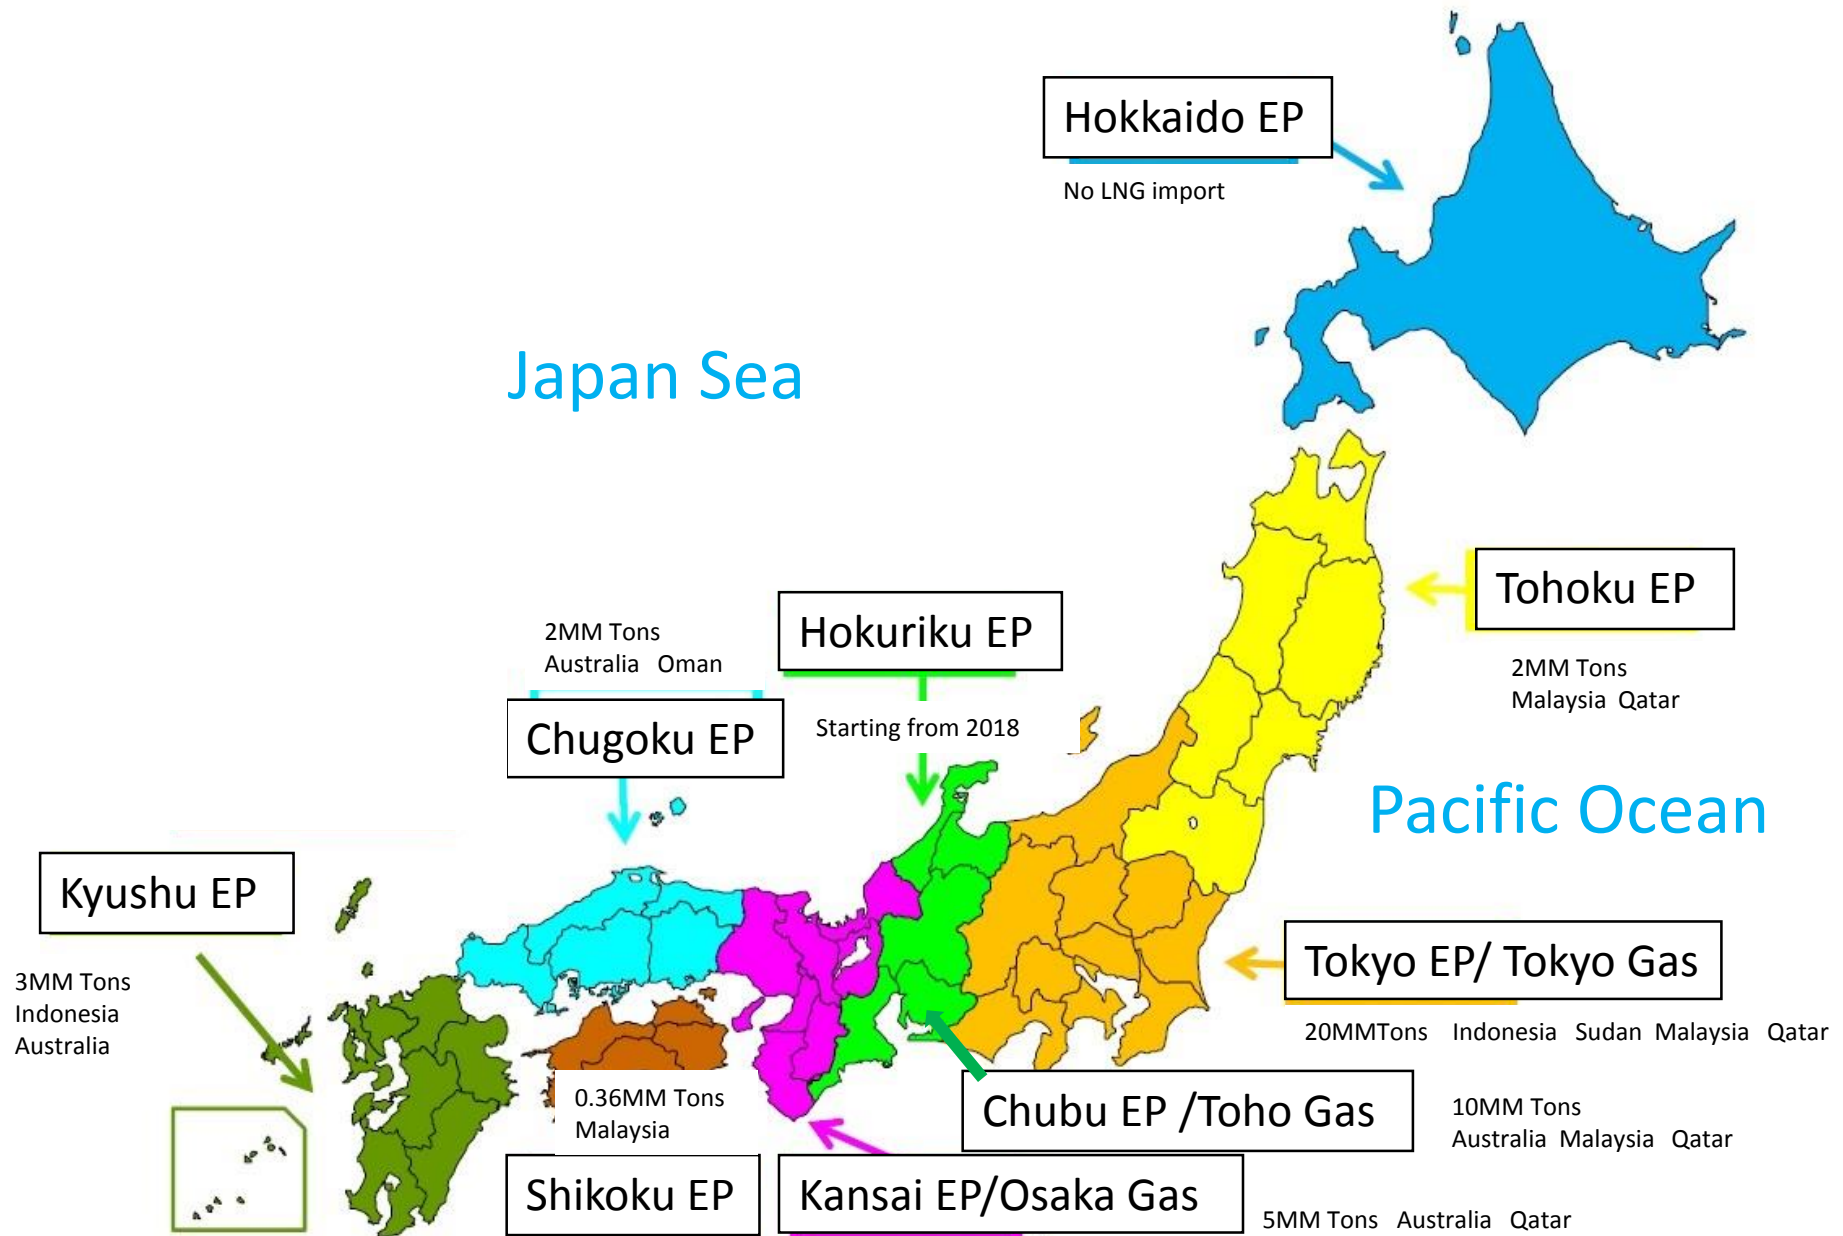 Hokkaido EP
No LNG import
Japan Sea
Tohoku EP
2MM Tons
Malaysia Qatar
Hokuriku EP
Starting from 2018
2MM Tons
Australia Oman
Chugoku EP
Pacific Ocean
Kyushu EP
3MM Tons
Indonesia
Australia
Tokyo EP/ Tokyo Gas
20MMTons Indonesia Sudan Malaysia Qatar
0.36MM Tons
Malaysia
Shikoku EP
Chubu EP /Toho Gas
10MM Tons
Australia Malaysia Qatar
Kansai EP/Osaka Gas
5MM Tons Australia Qatar